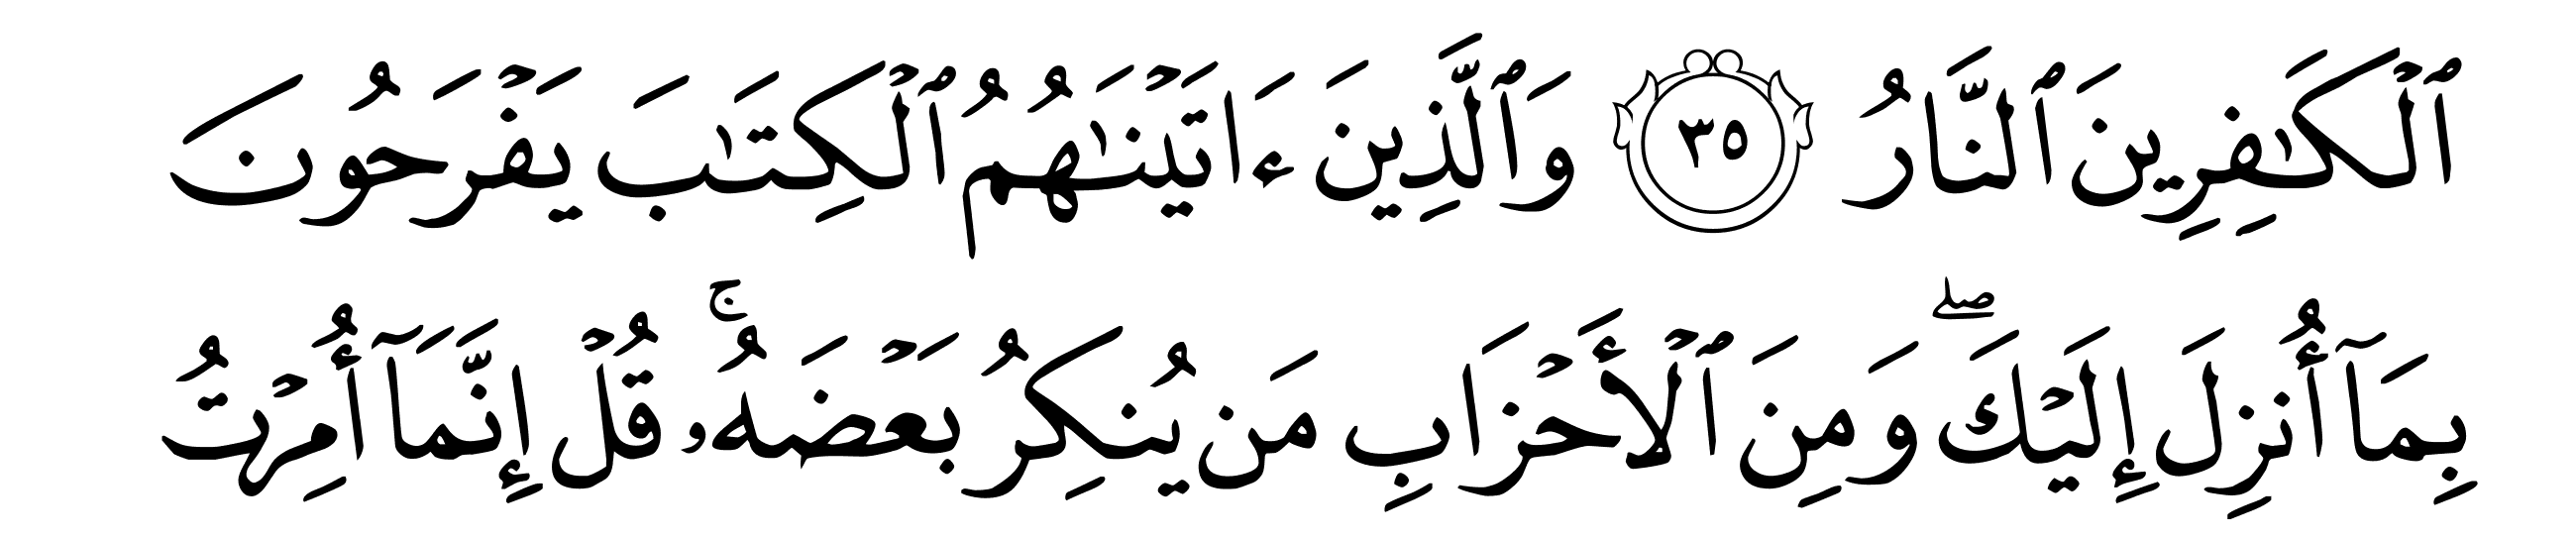 ٱلۡكَٰفِرِينَ ٱلنَّارُ ٣٥ وَٱلَّذِينَ ءَاتَيۡنَٰهُمُ ٱلۡكِتَٰبَ يَفۡرَحُونَ
بِمَآ أُنزِلَ إِلَيۡكَۖ وَمِنَ ٱلۡأَحۡزَابِ مَن يُنكِرُ بَعۡضَهُۥۚ قُلۡ إِنَّمَآ أُمِرۡتُ